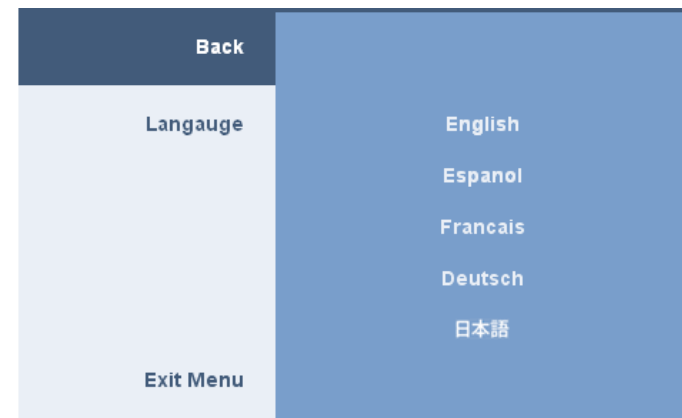 Back
Langauge
English
Espanol
Francais
Deutsch
日本語
Exit Menu